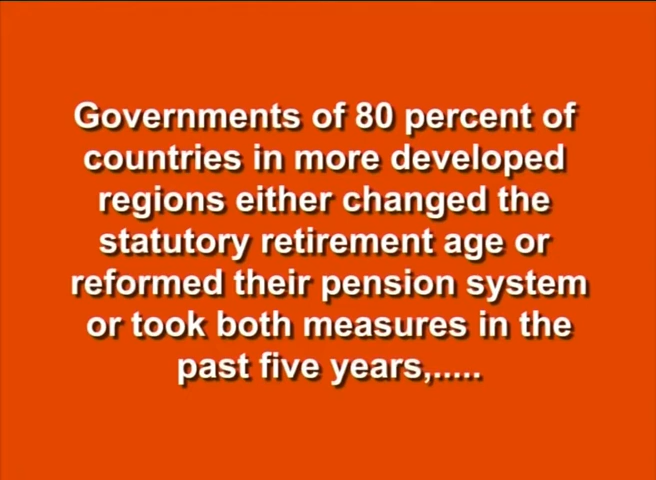 Governments of 80 percent of
countries in more developed
regions either changed the
statutory retirement age or
reformed their pension system
or took both measures in the
past five years,.....